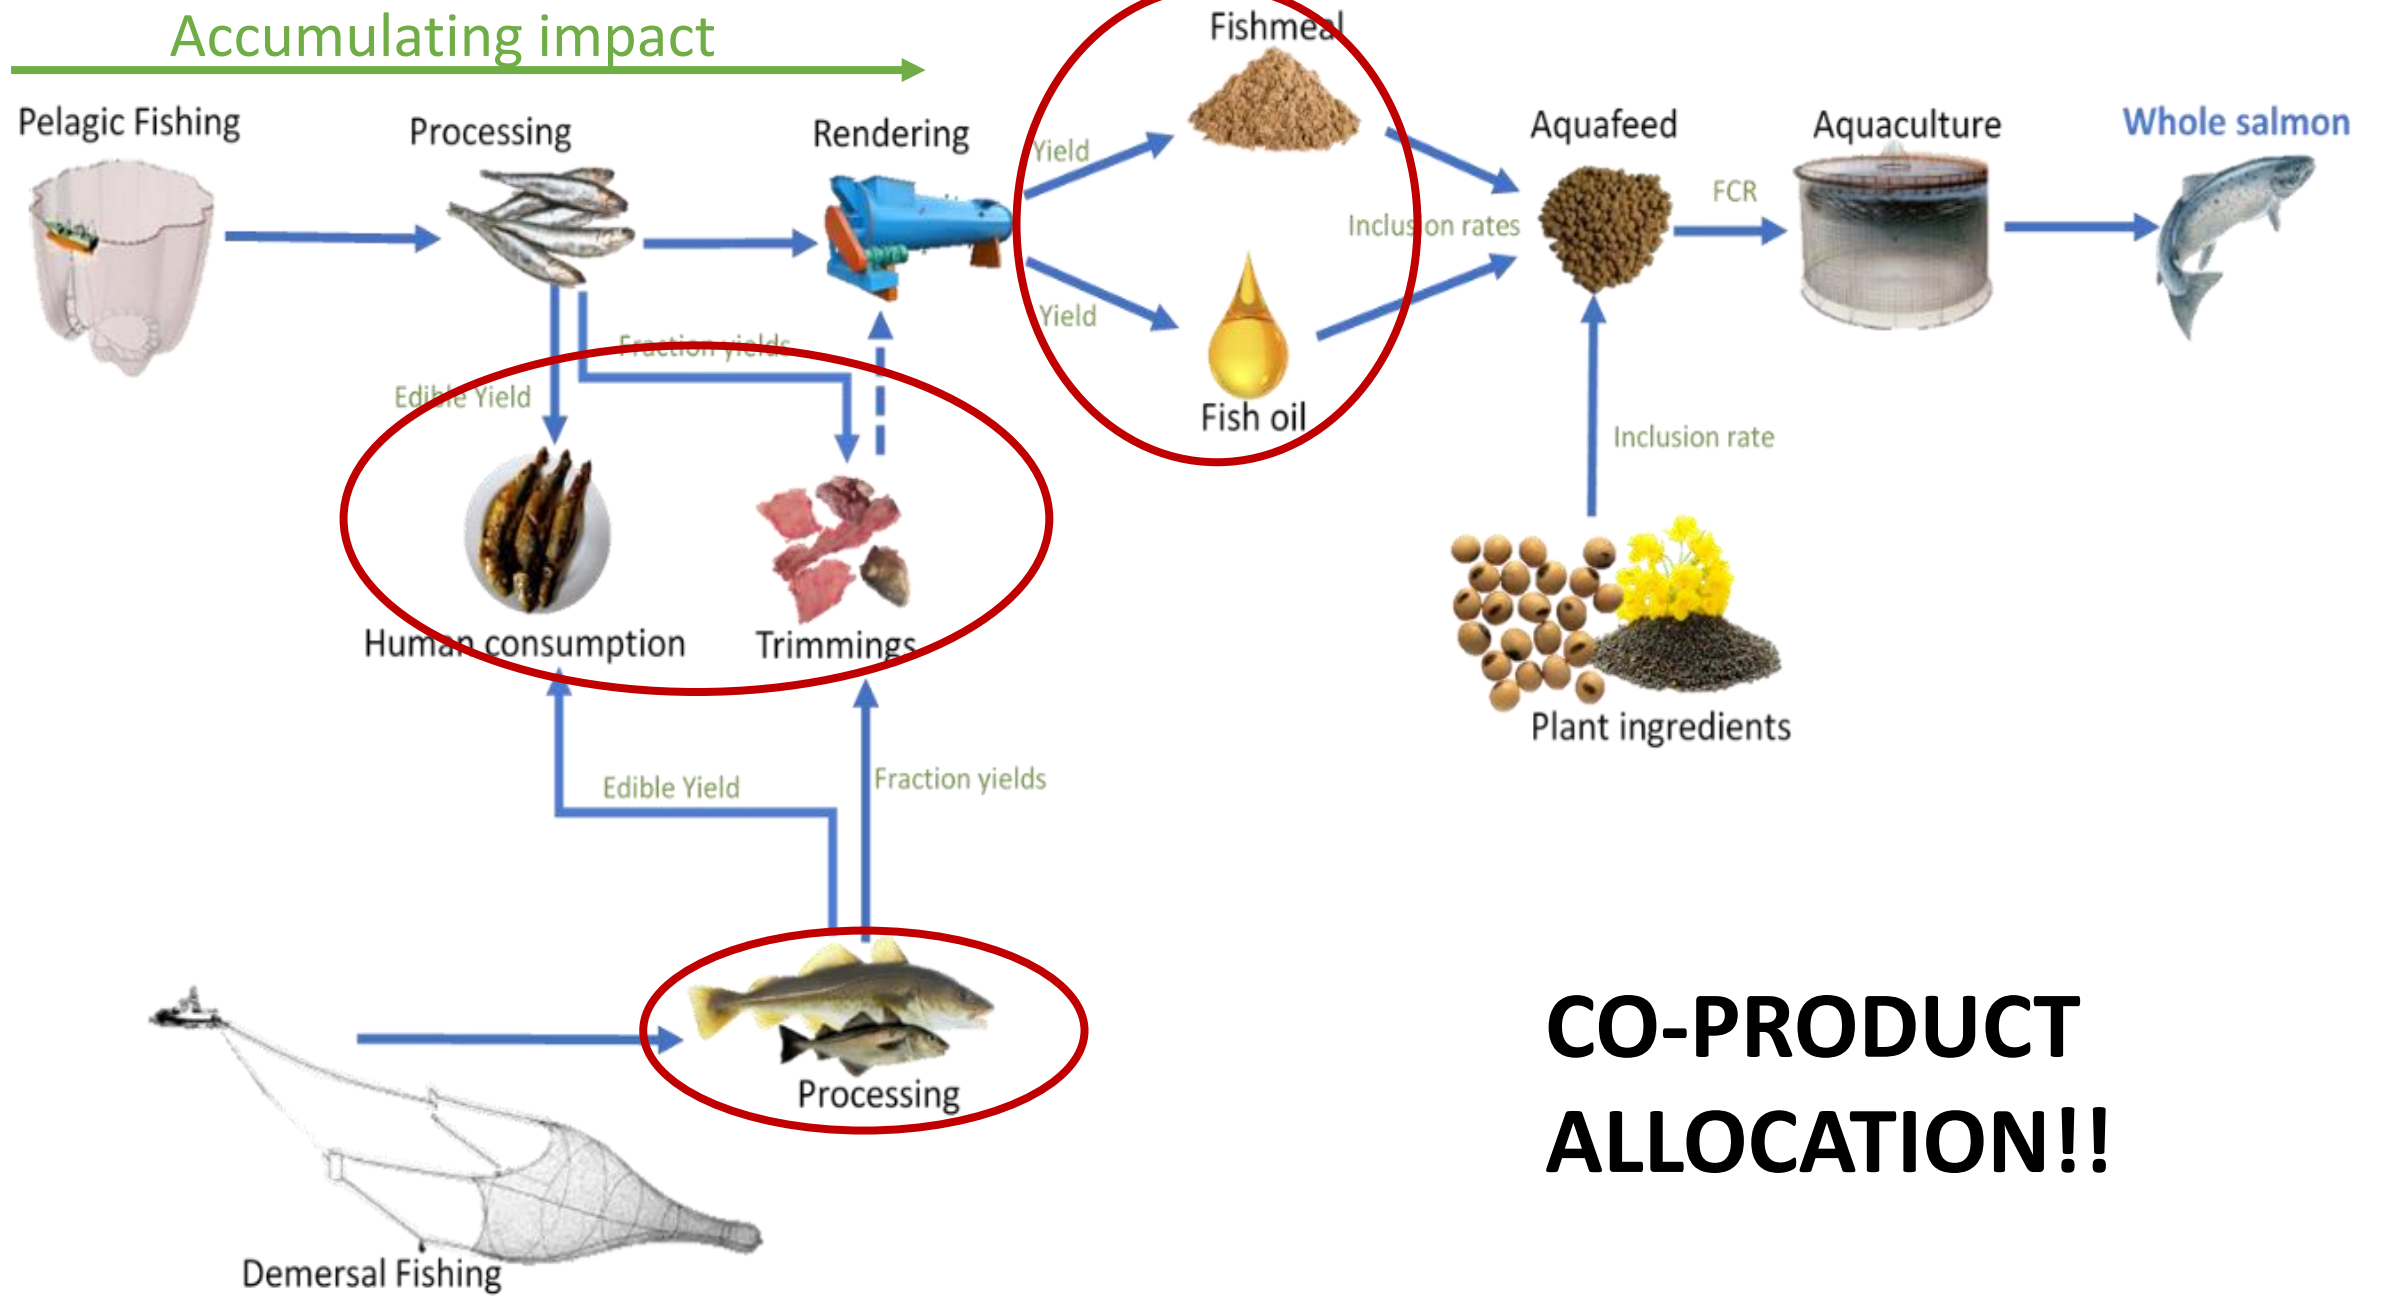 Accumulating impact
Fishmeal
Pelagic Fishing
Processing
Rendering
Aquafeed
Aquaculture
Whole salmon
Yield
FCR
Inclusion rates
Yield
Fraction yields
Edible Yield
Fish oil
Inclusion rate
Human consumption
Trimmings
Plant ingredients
Edible Yield
Fraction yields
Processing
Demersal Fishing
CO-PRODUCT
ALLOCATION!!